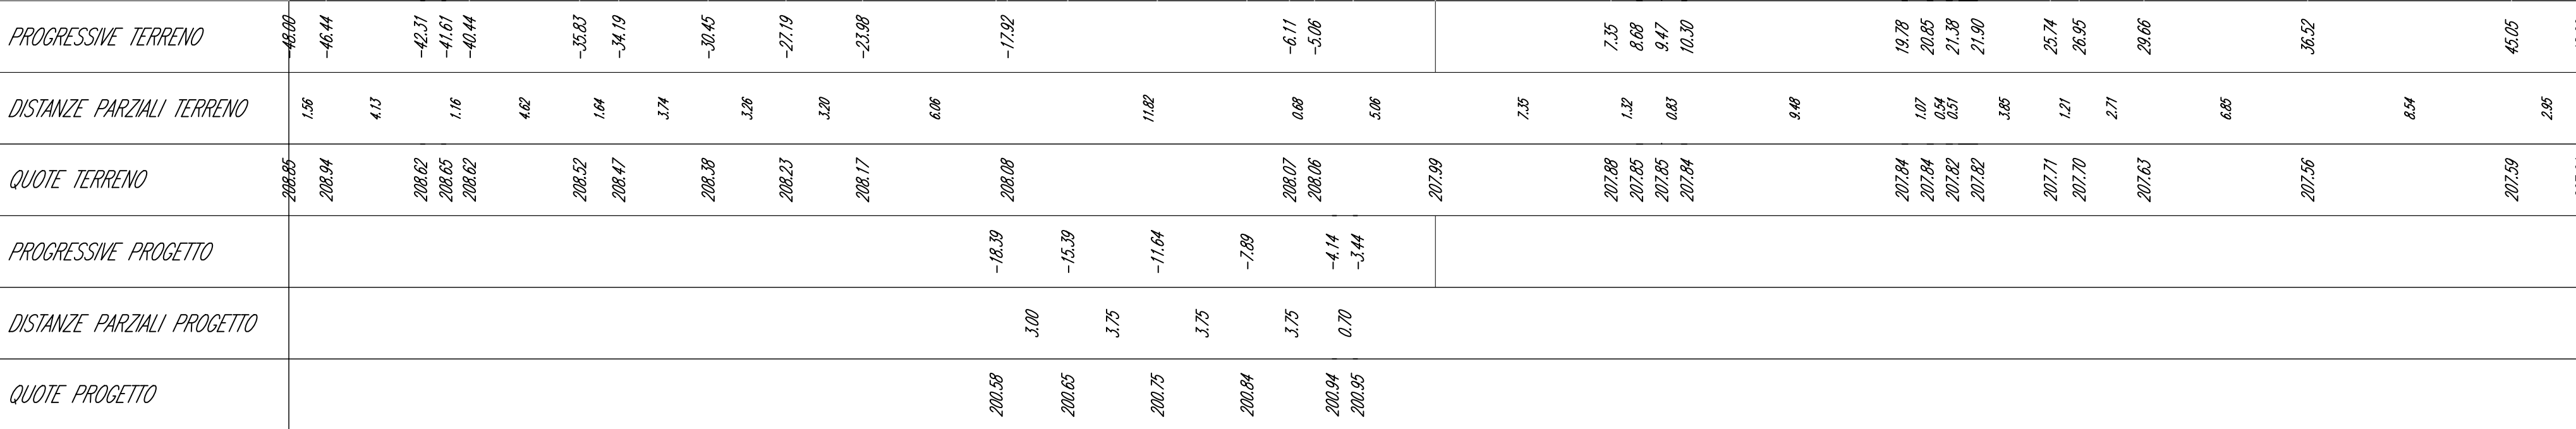 PROGRESSIVE TERRENO -48.00 -46.44 -42.31 -41.61 -40.44 -35.83 -34.19 -30.45 -27.19 -23.98 -17.92 -6.11 -5.06 7.35 8.68 9.47 10.30 19.78 20.85 21.38 21.90 25.74 26.95 29.66 36.52 45.05
DISTANZE PARZIALI TERRENO 1.56 4.13 1.16 4.62 1.64 3.74 3.26 3.20 6.06 11.82 0.68 5.06 7.35 1.32 0.83 9.48 1.07 0.54 0.51 3.85 1.21 2.71 6.85 8.54 2.95
QUOTE TERRENO 208.85 208.94 208.62 208.65 208.62 208.52 208.47 208.38 208.23 208.17 208.08 208.07 208.06 207.99 207.88 207.85 207.85 207.84 207.84 207.84 207.82 207.82 207.71 207.70 207.63 207.56 207.59
PROGRESSIVE PROGETTO -18.39 -15.39 -11.64 -7.89 -4.14 -3.44
DISTANZE PARZIALI PROGETTO 3.00 3.75 3.75 3.75 0.70
QUOTE PROGETTO 200.58 200.65 200.75 200.84 200.94 200.95